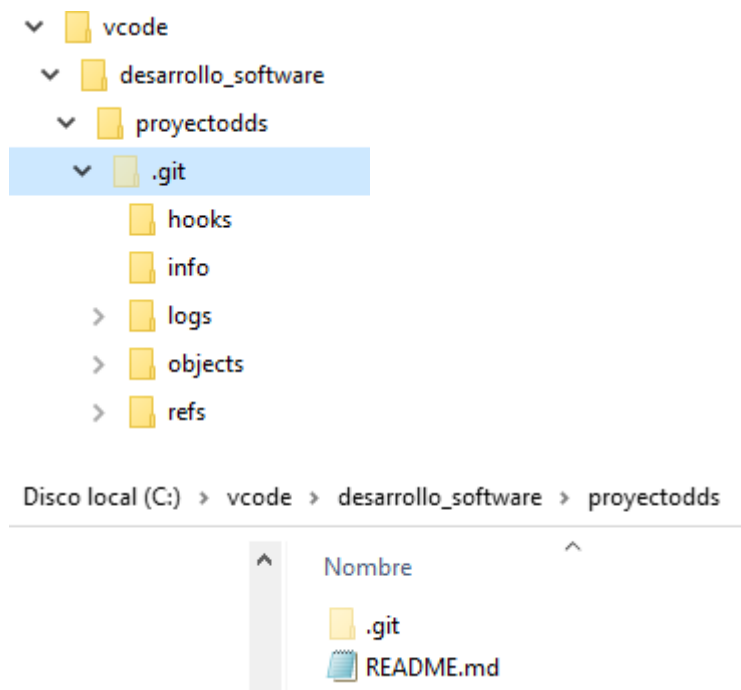 vcode
desarrollo_software
proyectodds
.git
hooks
info
logs
objects
refs
Disco local (C:) > vcode > desarrollo_software > proyectodds
Nombre
.git
README.md